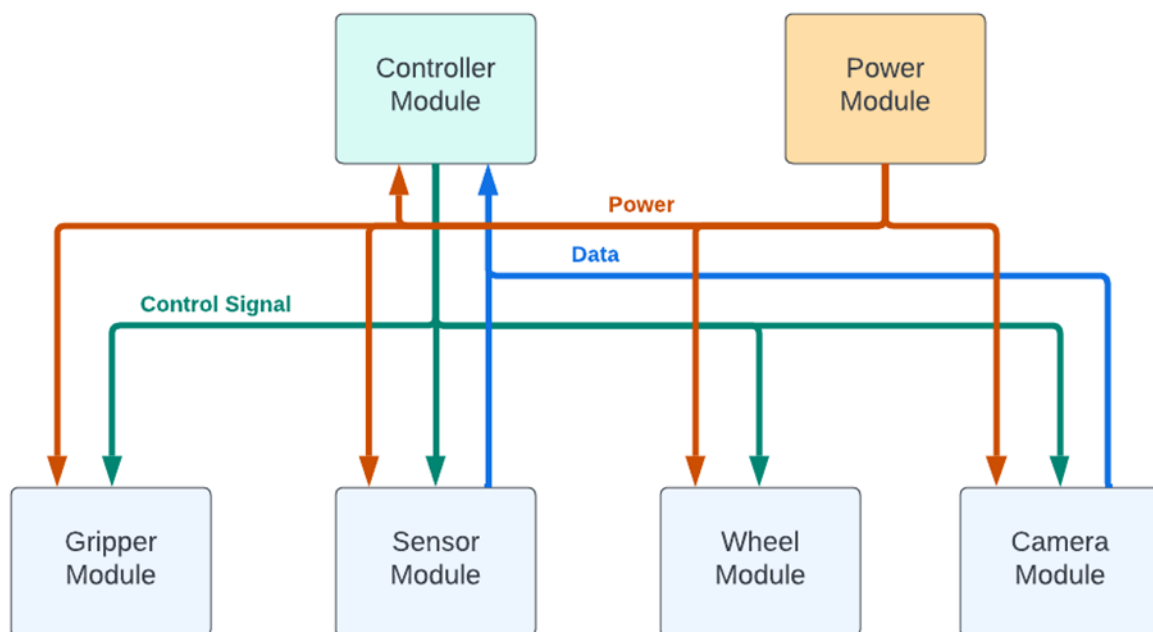 Controller
Module
Power
Module
Power
Data
Control Signal
Gripper
Module
Sensor
Module
Wheel
Module
Camera
Module